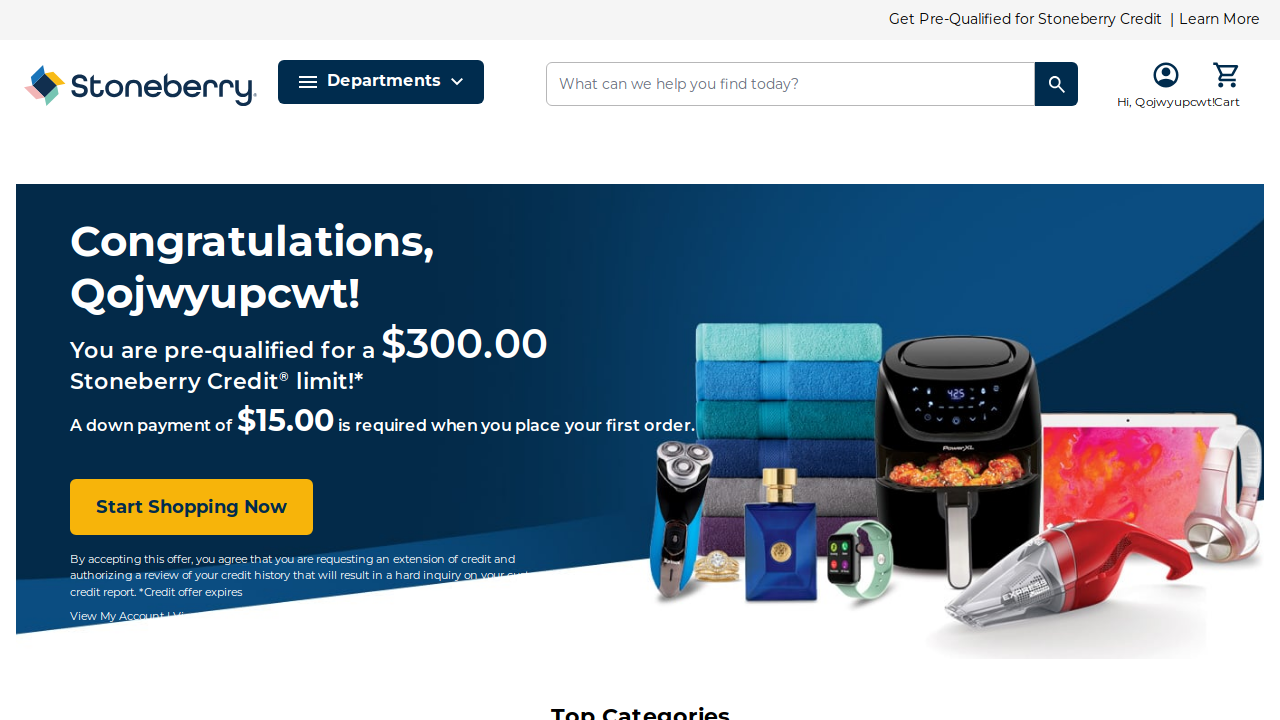 Get Pre-Qualified for Stoneberry Credit | Learn More
Stoneberry®
Departments
What can we help you find today?
Hi, Qojwyupcwt!
Cart
Congratulations,
Qojwyupcwt!
You are pre-qualified for a $300.00
Stoneberry Credit® limit!*
A down payment of $15.00 is required when you place your first order.
Start Shopping Now
By accepting this offer, you agree that you are requesting an extension of credit and
authorizing a review of your credit history that will result in a hard inquiry on your
credit report. *Credit offer expires
View My Account |
PowerXL
425
EXPRESS
Top Categories